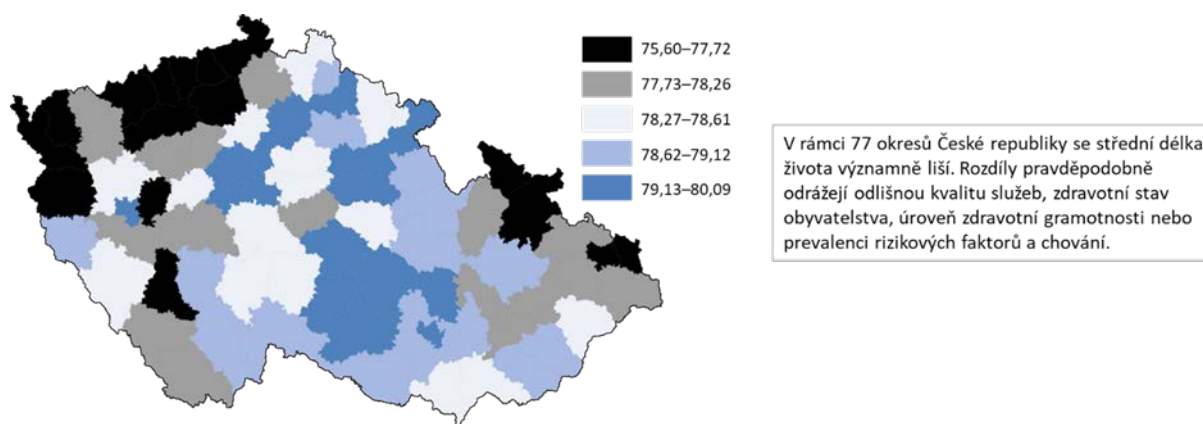 75,60–77,72
77,73–78,26
78,27–78,61
78,62–79,12
79,13–80,09
V rámci 77 okresů České republiky se střední délka
života významně liší. Rozdíly pravděpodobně
odrážejí odlišnou kvalitu služeb, zdravotní stav
obyvatelstva, úroveň zdravotní gramotnosti nebo
prevalenci rizikových faktorů a chování.